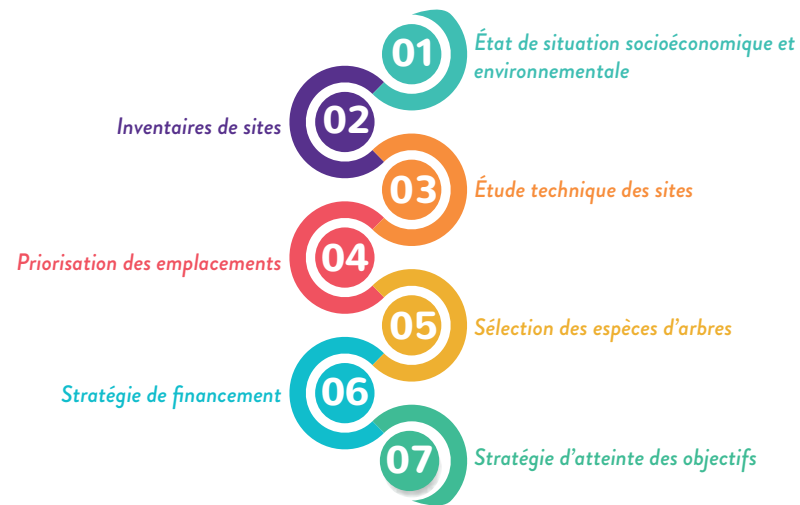 01
État de situation socioéconomique et
environnementale
02
Inventaires de sites
03
Étude technique des sites
04
Priorisation des emplacements
05
Sélection des espèces d'arbres
06
Stratégie de financement
07
Stratégie d'atteinte des objectifs